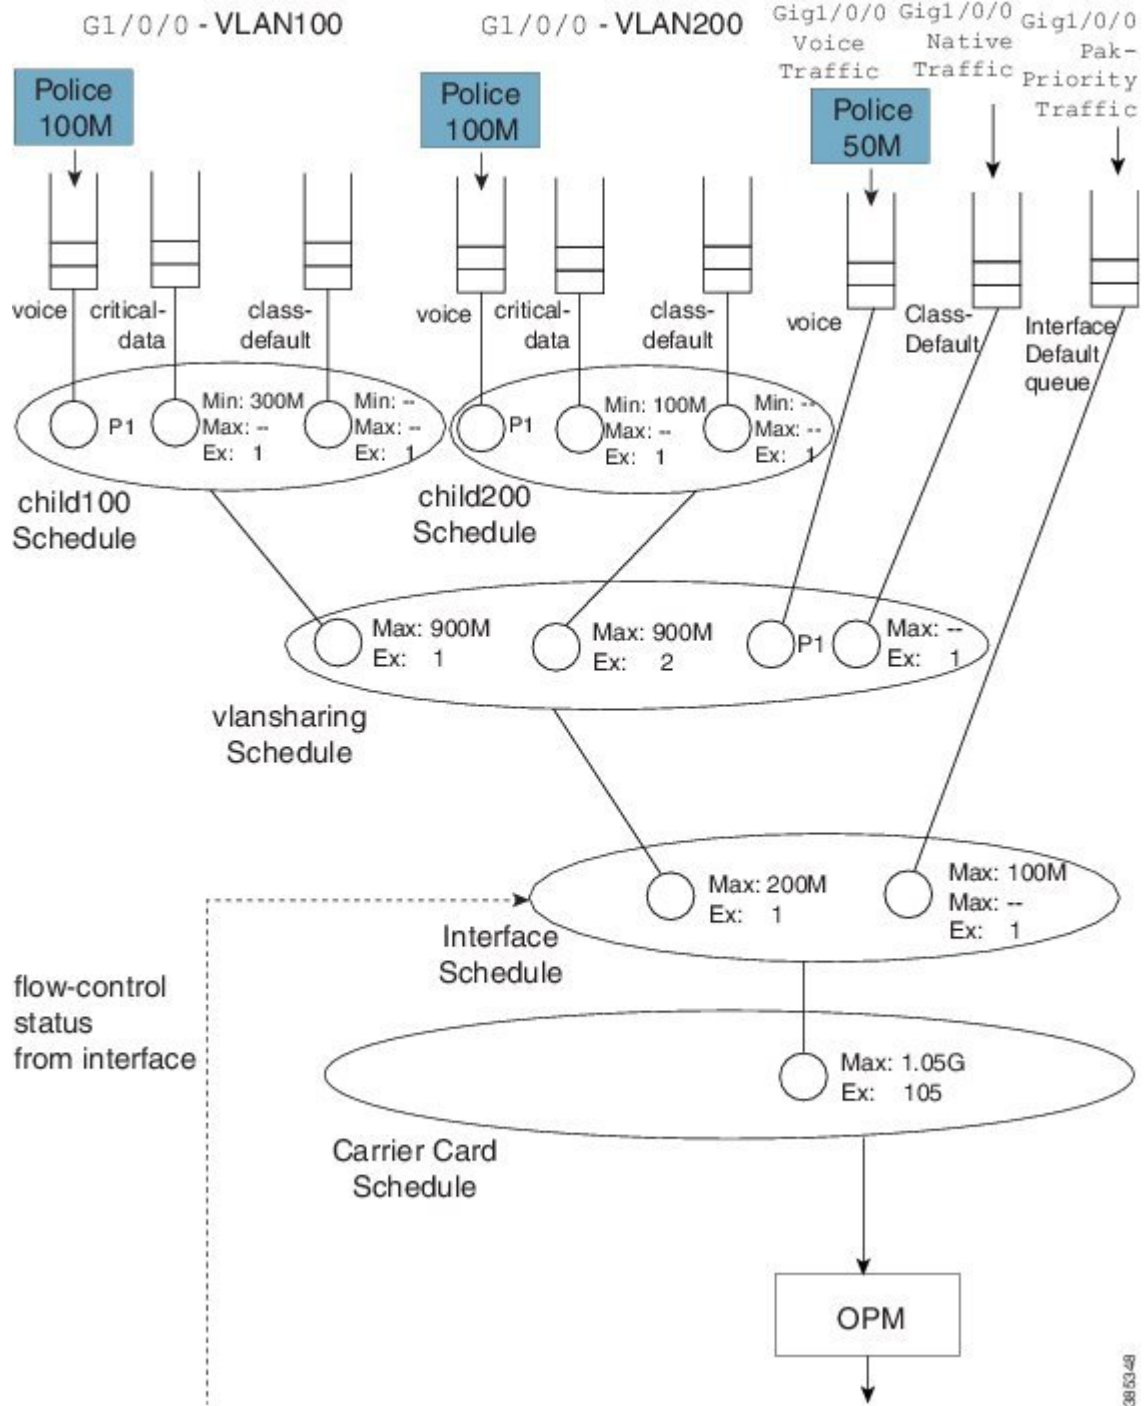 G1/0/0 - VLAN100
G1/0/0 - VLAN200
Gig1/0/0
Voice
Traffic
Gig1/0/0
Native
Traffic
Gig1/0/0
Pak-
Priority
Traffic
Police
100M
Police
100M
Police
50M
voice
critical-
data
class-
default
voice
critical-
data
class-
default
voice
Class-
Default
Interface
Default
queue
P1
Min: 300M
Max: --
Ex: 1
Min: --
Max: --
Ex: 1
P1
Min: 100M
Max: --
Ex: 1
Min: --
Max: --
Ex: 1
child100
Schedule
child200
Schedule
Max: 900M
Ex: 1
Max: 900M
Ex: 2
P1
Max: --
Ex: 1
vlansharing
Schedule
Max: 200M
Ex: 1
Max: 100M
Max: --
Ex: 1
Interface
Schedule
flow-control
status
from interface
Max: 1.05G
Ex: 105
Carrier Card
Schedule
OPM
385348